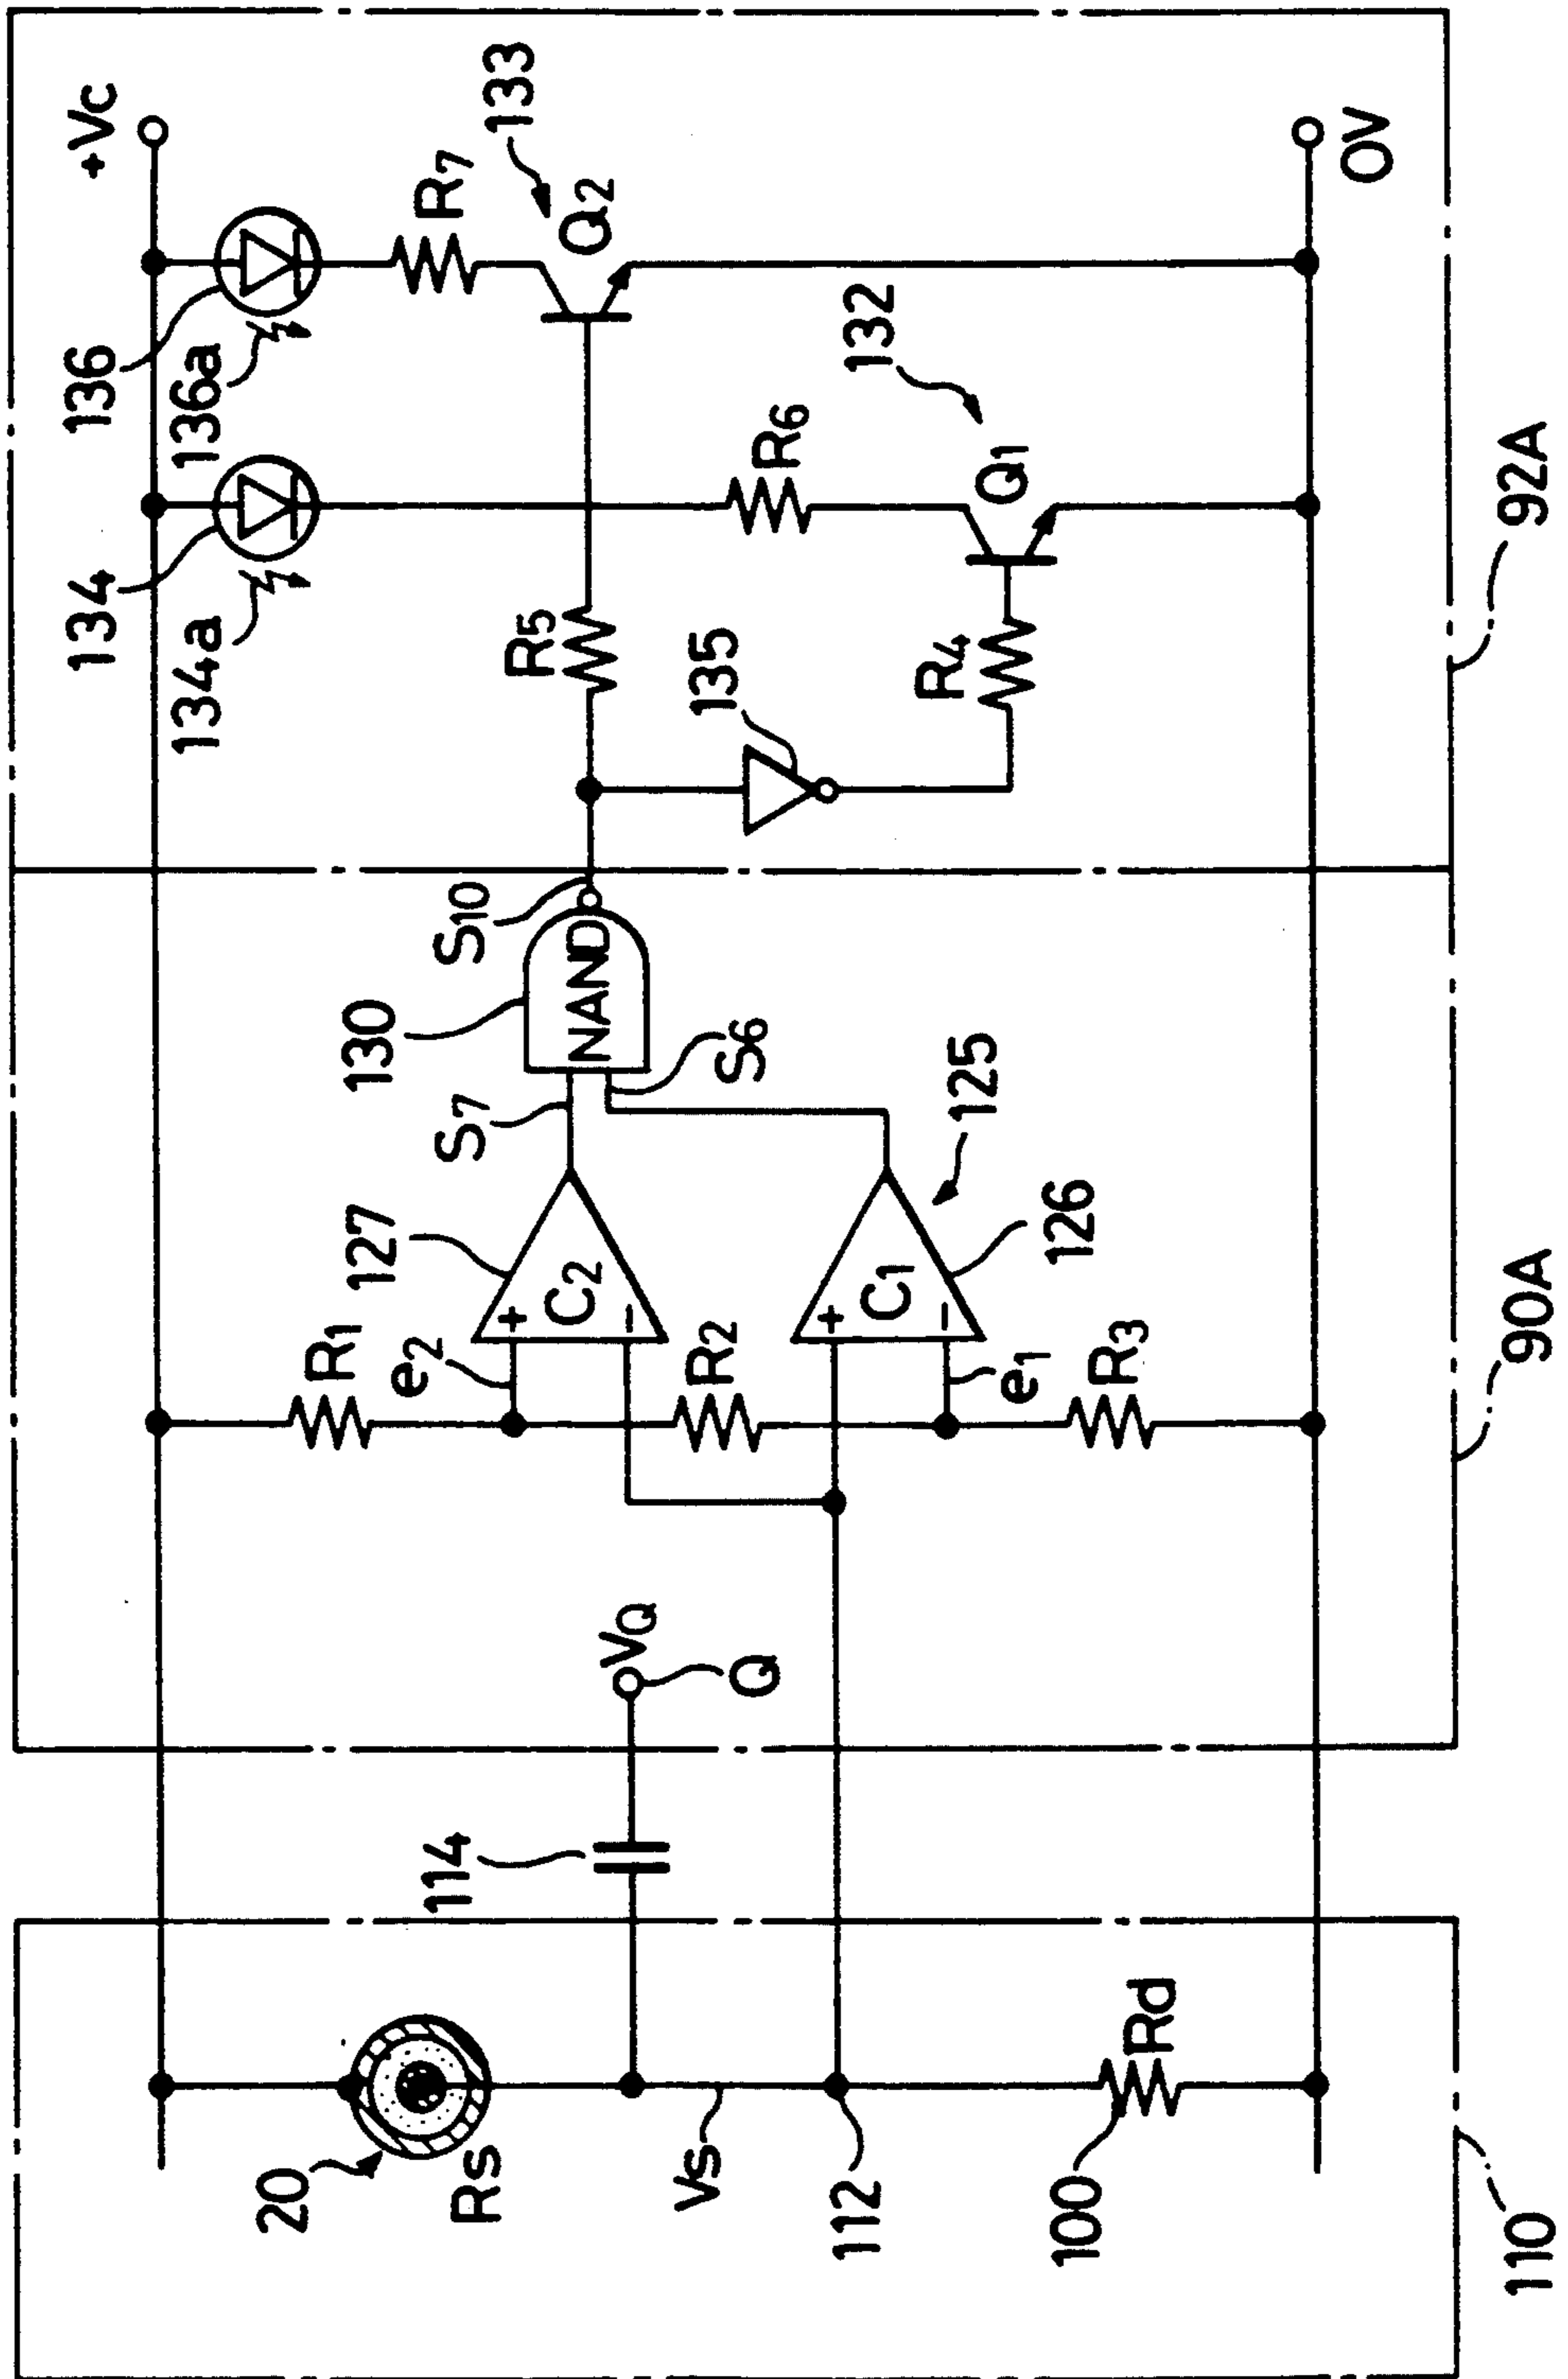 +Vc
136
136a
134
134a
R7
133
Q2
R5
R6
132
Q1
135
R4
0V
92A
S10
130
NAND
S7
S6
127
125
C2
+
−
C1
+
−
126
R1
e2
R2
e1
R3
90A
VQ
Q
114
20
Rs
Vs
112
100
Rd
110